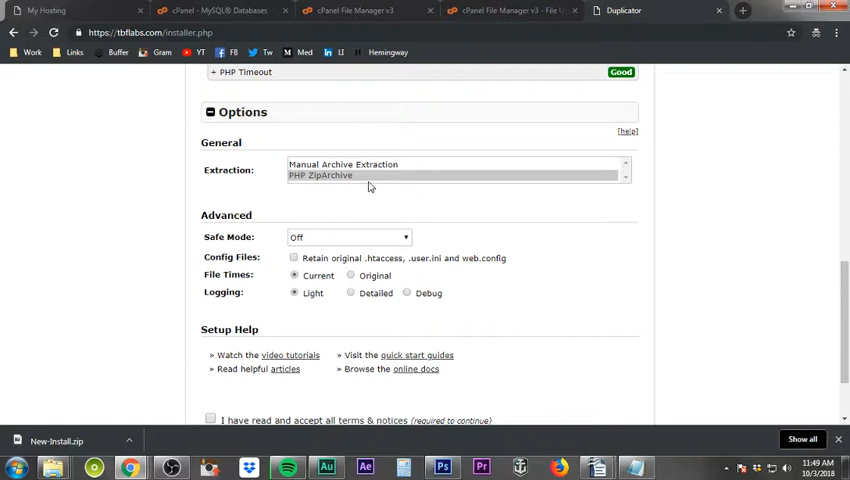 My Hosting
cPanel - MySQL® Databases
cPanel File Manager v3
cPanel File Manager v3 - File U
Duplicator
https://tbflabs.com/installer.php
Work
Links
Buffer
Gram
YT
FB
Tw
Med
LI
Hemingway
+ PHP Timeout
Good
Options
[help]
General
Extraction:
Manual Archive Extraction
PHP ZipArchive
Advanced
Safe Mode:
Off
Config Files:
Retain original .htaccess, .user.ini and web.config
File Times:
Current
Original
Logging:
Light
Detailed
Debug
Setup Help
» Watch the video tutorials
» Visit the quick start guides
» Read helpful articles
» Browse the online docs
I have read and accept all terms & notices (required to continue)
New-Install.zip
Show all
Au
Ae
Ps
Pr
11:49 AM
10/3/2018